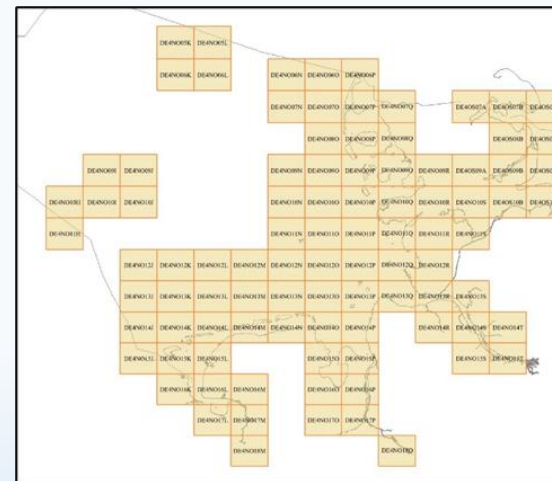 DE4NO05K DE4NO05L
DE4NO06K DE4NO06L DE4NO06N DE4NO06O DE4NO06P
DE4NO07N DE4NO07O DE4NO07P DE4NO07Q DE4OS07A DE4OS07B
DE4NO08O DE4NO08P DE4NO08Q DE4OS08B
DE4NO09I DE4NO09J DE4NO09N DE4NO09O DE4NO09P DE4NO09Q DE4NO09R DE4OS09A DE4OS09B
DE4NO10H DE4NO10I DE4NO10J DE4NO10N DE4NO10O DE4NO10P DE4NO10Q DE4NO10R DE4NO10S DE4OS10B
DE4NO11H DE4NO11N DE4NO11O DE4NO11P DE4NO11Q DE4NO11R DE4NO11S
DE4NO12J DE4NO12K DE4NO12L DE4NO12M DE4NO12N DE4NO12O DE4NO12P DE4NO12Q DE4NO12R
DE4NO13J DE4NO13K DE4NO13L DE4NO13M DE4NO13N DE4NO13O DE4NO13P DE4NO13Q DE4NO13R DE4NO13S
DE4NO14J DE4NO14K DE4NO14L DE4NO14M DE4NO14N DE4NO14O DE4NO14P DE4NO14R DE4NO14S DE4NO14T
DE4NO15J DE4NO15K DE4NO15L DE4NO15O DE4NO15P DE4NO15S DE4NO15T
DE4NO16K DE4NO16L DE4NO16M DE4NO16O DE4NO16P
DE4NO17L DE4NO17M DE4NO17O DE4NO17P
DE4NO18M DE4NO18Q